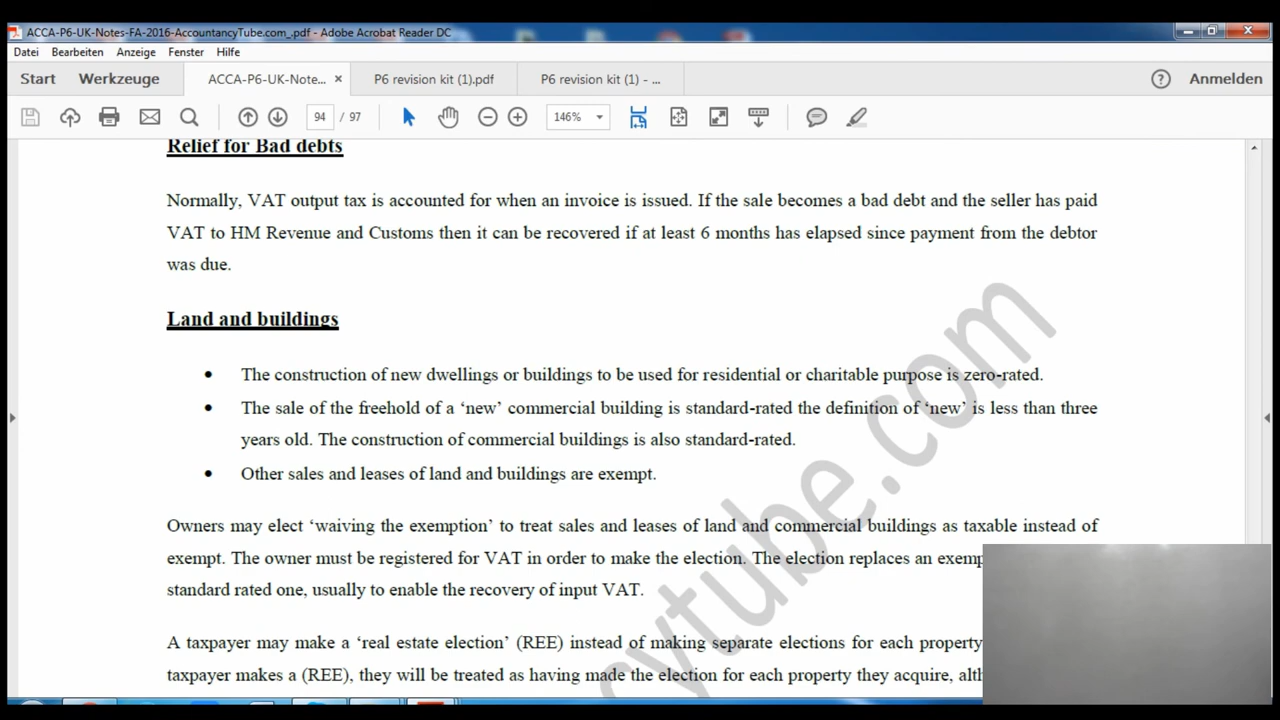 ACCA-P6-UK-Notes-FA-2016-AccountancyTube.com_.pdf - Adobe Acrobat Reader DC
Datei Bearbeiten Anzeige Fenster Hilfe
Start Werkzeuge ACCA-P6-UK-Note... × P6 revision kit (1).pdf P6 revision kit (1) - ... ? Anmelden
94 / 97 146%
Relief for Bad debts
Normally, VAT output tax is accounted for when an invoice is issued. If the sale becomes a bad debt and the seller has paid
VAT to HM Revenue and Customs then it can be recovered if at least 6 months has elapsed since payment from the debtor
was due.
Land and buildings
• The construction of new dwellings or buildings to be used for residential or charitable purpose is zero-rated.
• The sale of the freehold of a ‘new’ commercial building is standard-rated the definition of ‘new’ is less than three
years old. The construction of commercial buildings is also standard-rated.
• Other sales and leases of land and buildings are exempt.
Owners may elect ‘waiving the exemption’ to treat sales and leases of land and commercial buildings as taxable instead of
exempt. The owner must be registered for VAT in order to make the election. The election replaces an exemp
standard rated one, usually to enable the recovery of input VAT.
A taxpayer may make a ‘real estate election’ (REE) instead of making separate elections for each property
taxpayer makes a (REE), they will be treated as having made the election for each property they acquire, alth
cytube.com